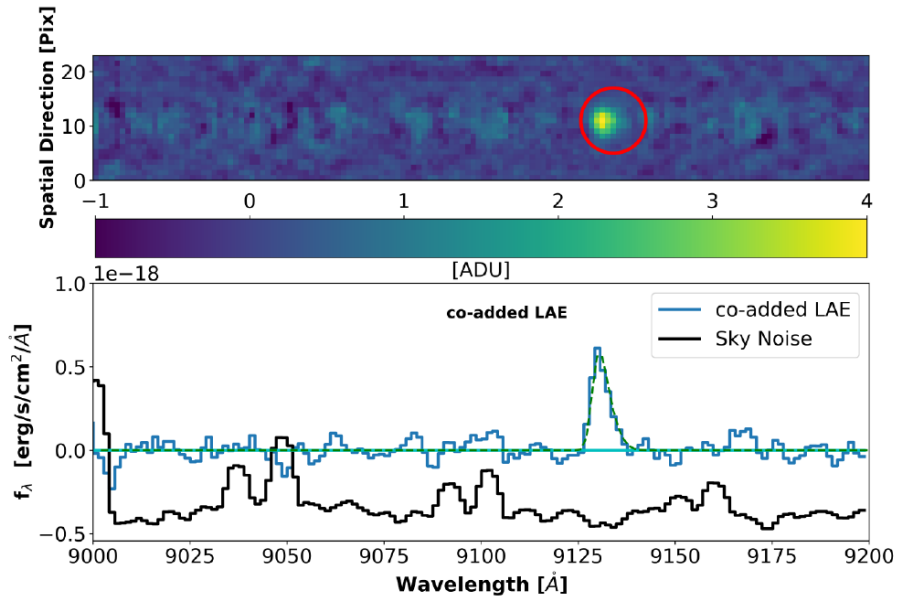 Spatial Direction [Pix]
20
10
0
−1 0 1 2 3 4
[ADU]
1e−18
1.0
0.5
0.0
−0.5
fλ [erg/s/cm²/Å]
co-added LAE
co-added LAE
Sky Noise
9000 9025 9050 9075 9100 9125 9150 9175 9200
Wavelength [Å]